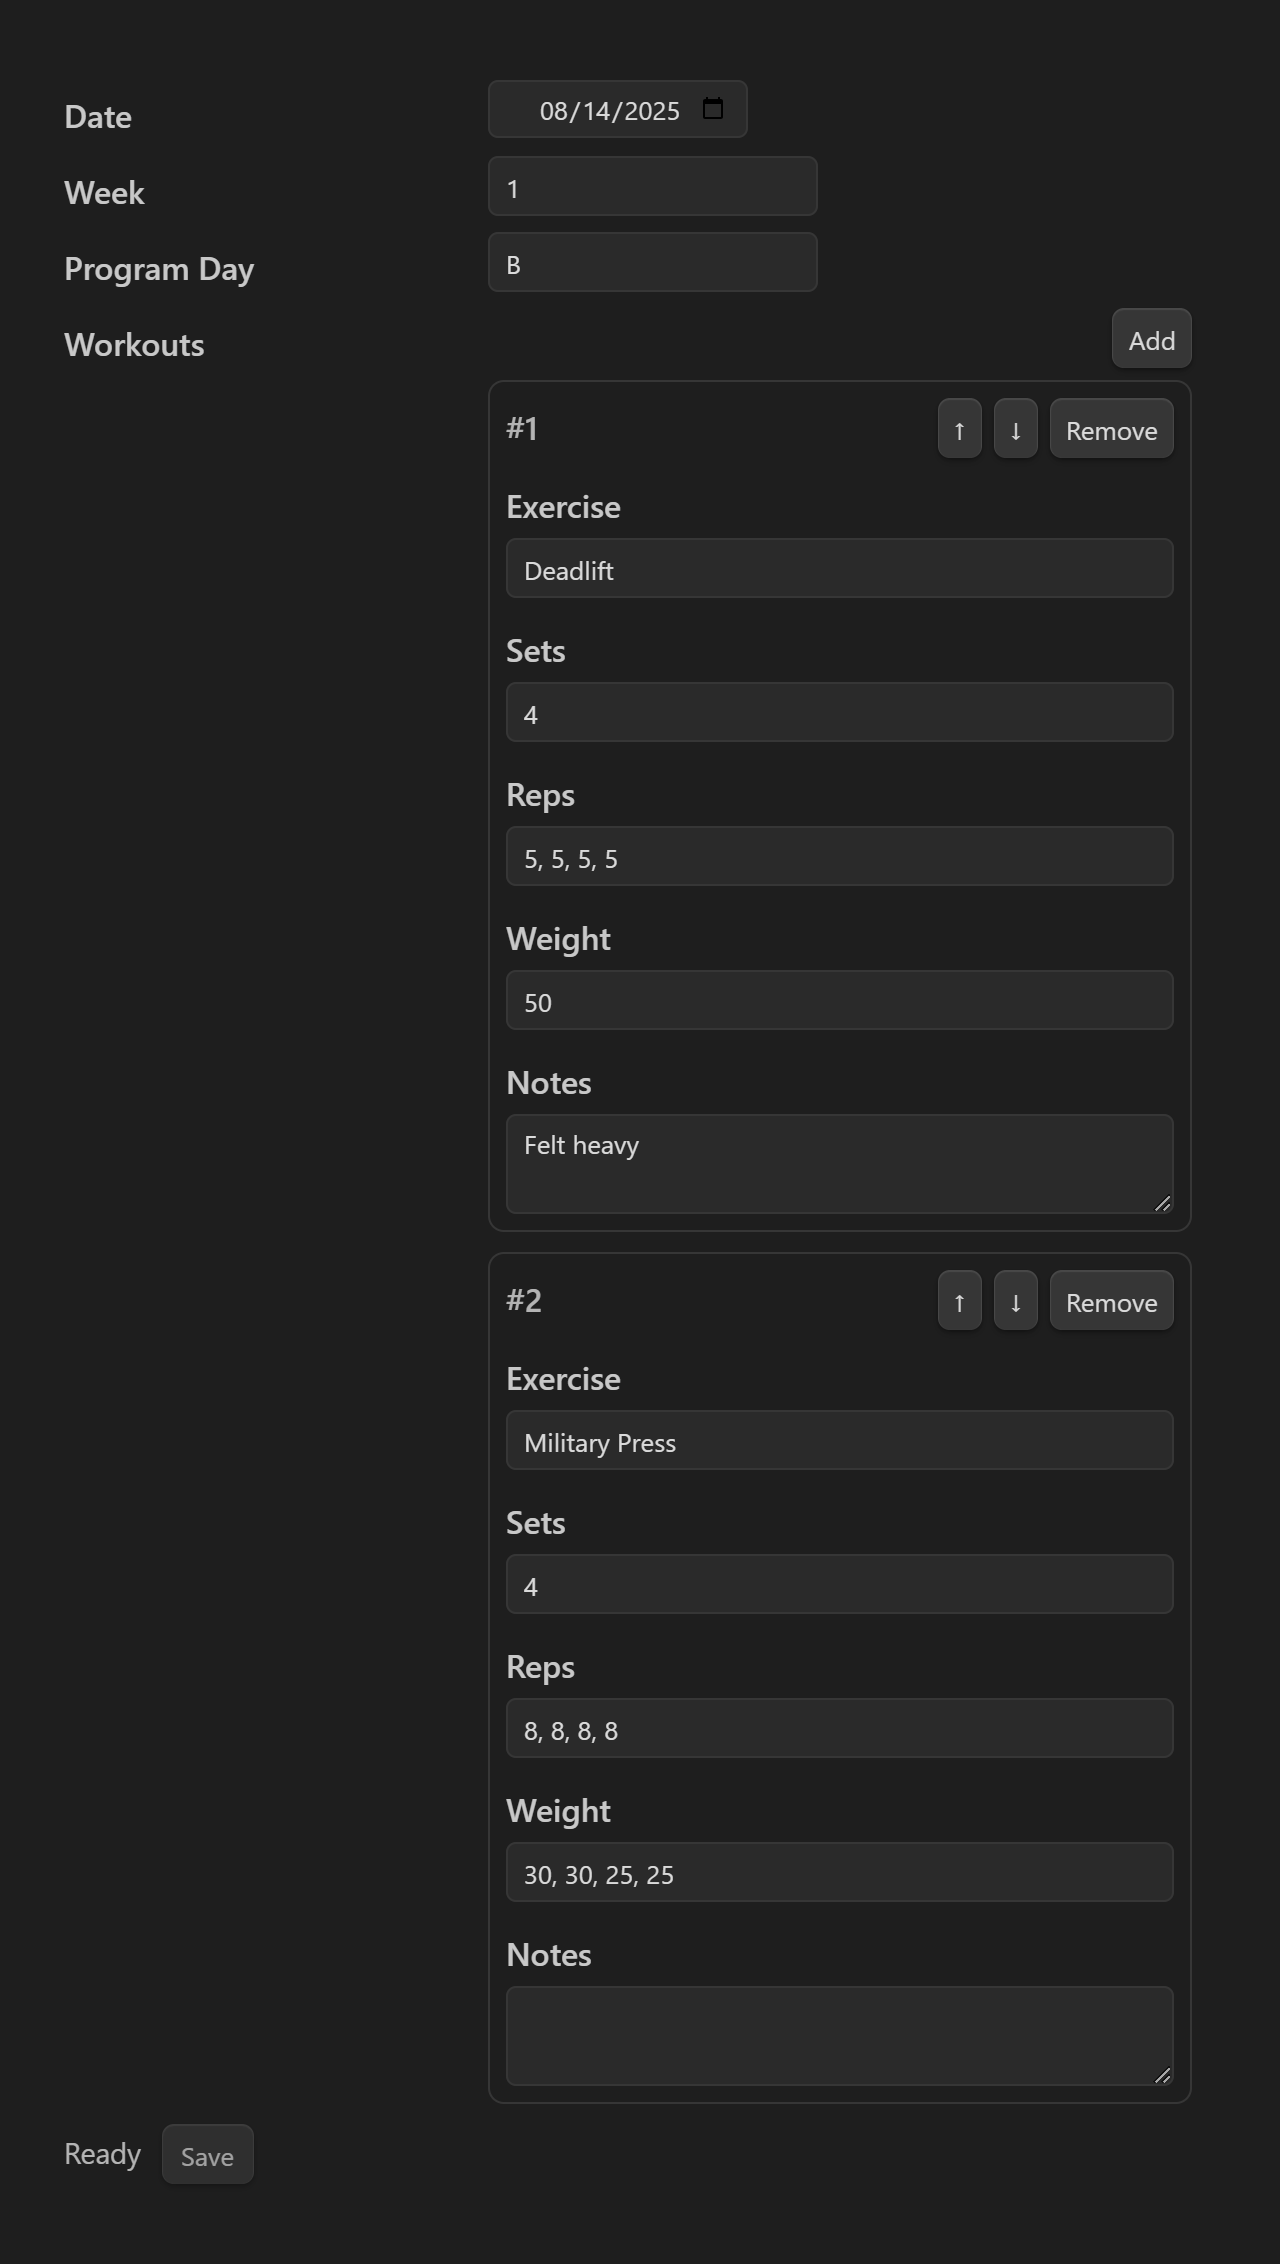 Date
08/14/2025
Week
1
Program Day
B
Workouts
Add
#1
↑ ↓ Remove
Exercise
Deadlift
Sets
4
Reps
5, 5, 5, 5
Weight
50
Notes
Felt heavy
#2
↑ ↓ Remove
Exercise
Military Press
Sets
4
Reps
8, 8, 8, 8
Weight
30, 30, 25, 25
Notes
Ready
Save